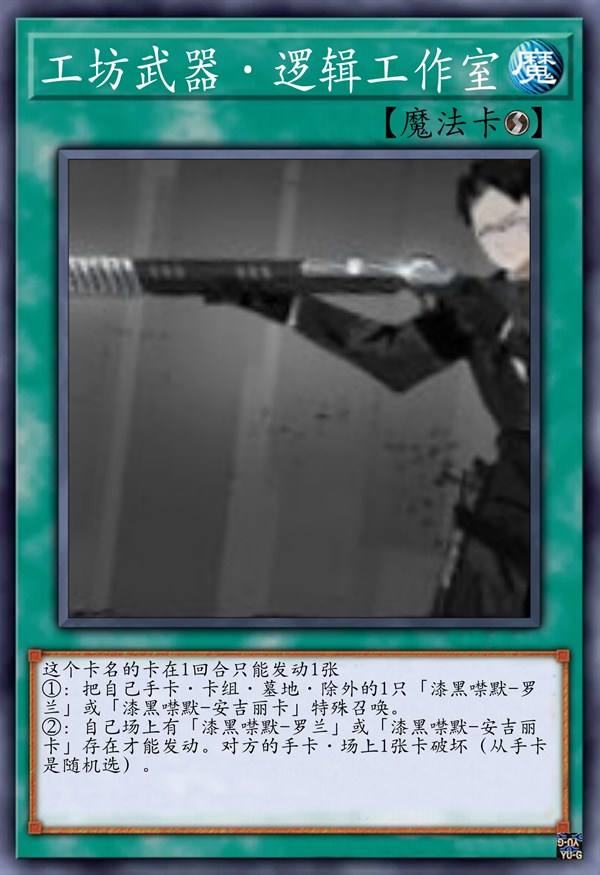 工坊武器·逻辑工作室
魔
【魔法卡】
这个卡名的卡在1回合只能发动1张
①：把自己手卡·卡组·墓地·除外的1只「漆黑噤默-罗
兰」或「漆黑噤默-安吉丽卡」特殊召唤。
②：自己场上有「漆黑噤默-罗兰」或「漆黑噤默-安吉丽
卡」存在才能发动。对方的手卡·场上1张卡破坏（从手卡
是随机选）。
YU-G
YU-G